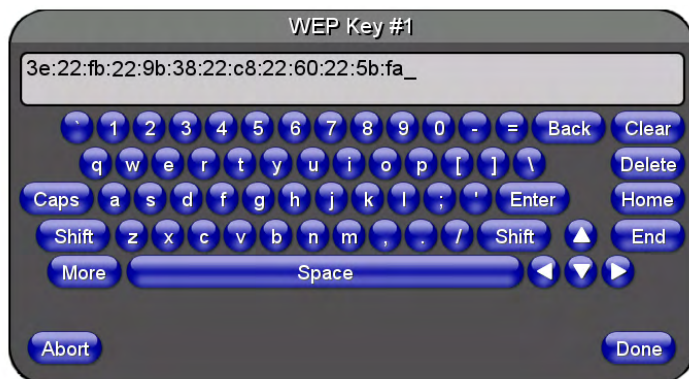 WEP Key #1
3e:22:fb:22:9b:38:22:c8:22:60:22:5b:fa_
` 1 2 3 4 5 6 7 8 9 0 - = Back Clear
q w e r t y u i o p [ ] \ Delete
Caps a s d f g h j k l ; ' Enter Home
Shift z x c v b n m , . / Shift End
More Space
Abort Done